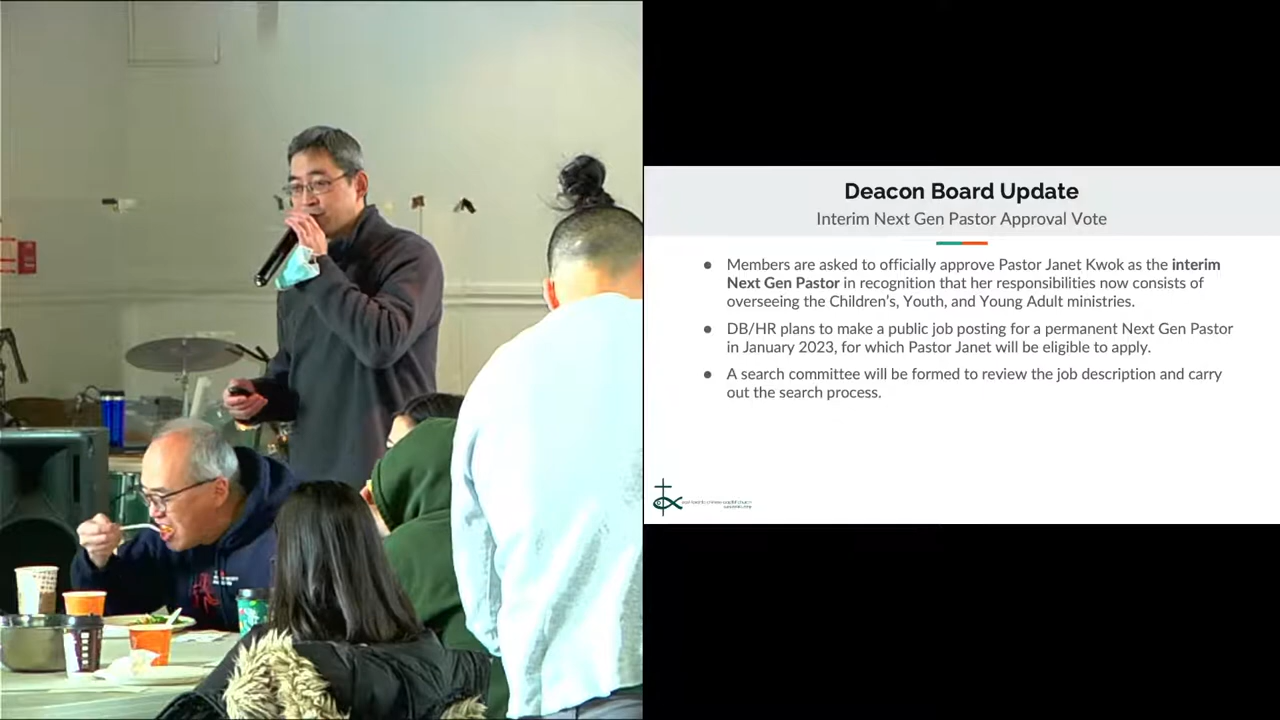 Deacon Board Update
Interim Next Gen Pastor Approval Vote
● Members are asked to officially approve Pastor Janet Kwok as the interim
Next Gen Pastor in recognition that her responsibilities now consists of
overseeing the Children's, Youth, and Young Adult ministries.
● DB/HR plans to make a public job posting for a permanent Next Gen Pastor
in January 2023, for which Pastor Janet will be eligible to apply.
● A search committee will be formed to review the job description and carry
out the search process.